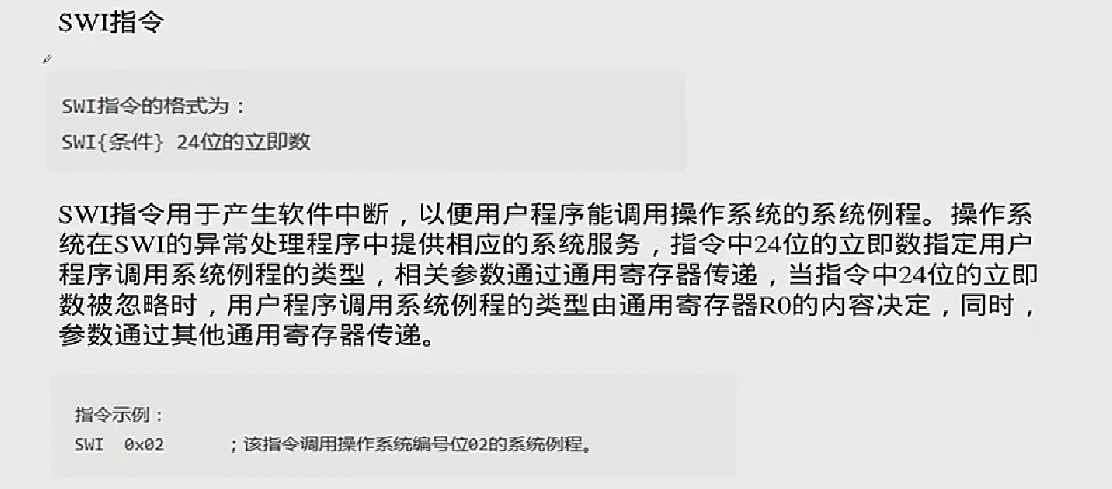 SWI指令
SWI指令的格式为：
SWI{条件} 24位的立即数
SWI指令用于产生软件中断，以便用户程序能调用操作系统的系统例程。操作系
统在SWI的异常处理程序中提供相应的系统服务，指令中24位的立即数指定用户
程序调用系统例程的类型，相关参数通过通用寄存器传递，当指令中24位的立即
数被忽略时，用户程序调用系统例程的类型由通用寄存器R0的内容决定，同时，
参数通过其他通用寄存器传递。
指令示例：
SWI 0x02 ；该指令调用操作系统编号位02的系统例程。